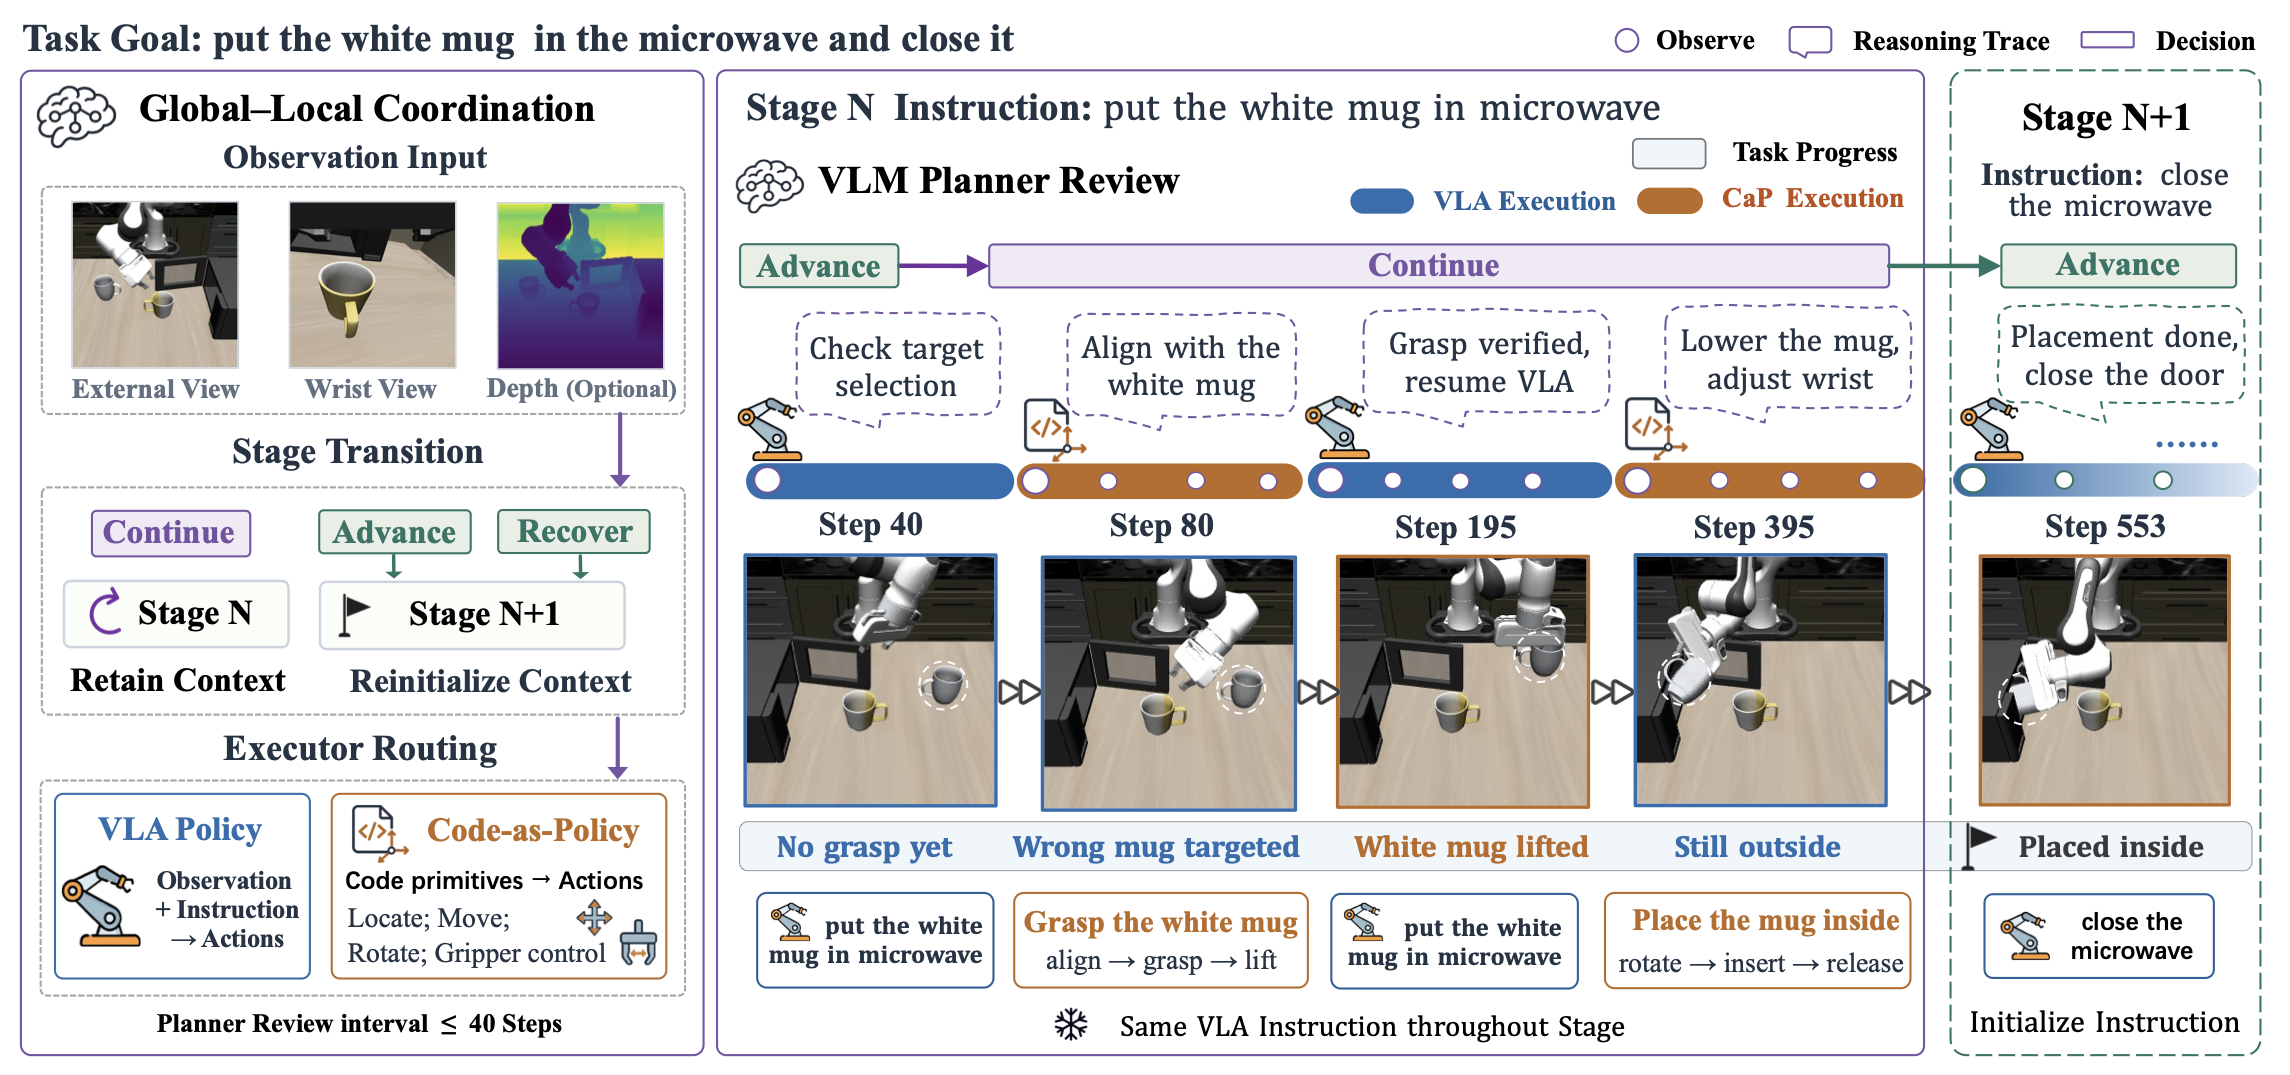 Task Goal: put the white mug in the microwave and close it
Observe
Reasoning Trace
Decision
Global–Local Coordination
Observation Input
External View
Wrist View
Depth (Optional)
Stage Transition
Continue
Advance
Recover
Stage N
Stage N+1
Retain Context
Reinitialize Context
Executor Routing
VLA Policy
Observation
+ Instruction
→ Actions
</>
Code-as-Policy
Code primitives → Actions
Locate; Move;
Rotate; Gripper control
Planner Review interval ≤ 40 Steps
Stage N Instruction: put the white mug in microwave
Task Progress
VLM Planner Review
VLA Execution
CaP Execution
Advance
Continue
Check target
selection
Align with the
white mug
Grasp verified,
resume VLA
Lower the mug,
adjust wrist
</>
</>
Step 40
Step 80
Step 195
Step 395
No grasp yet
Wrong mug targeted
White mug lifted
Still outside
put the white
mug in microwave
Grasp the white mug
align → grasp → lift
put the white
mug in microwave
Place the mug inside
rotate → insert → release
Same VLA Instruction throughout Stage
Stage N+1
Instruction: close
the microwave
Advance
Placement done,
close the door
......
Step 553
Placed inside
close the
microwave
Initialize Instruction